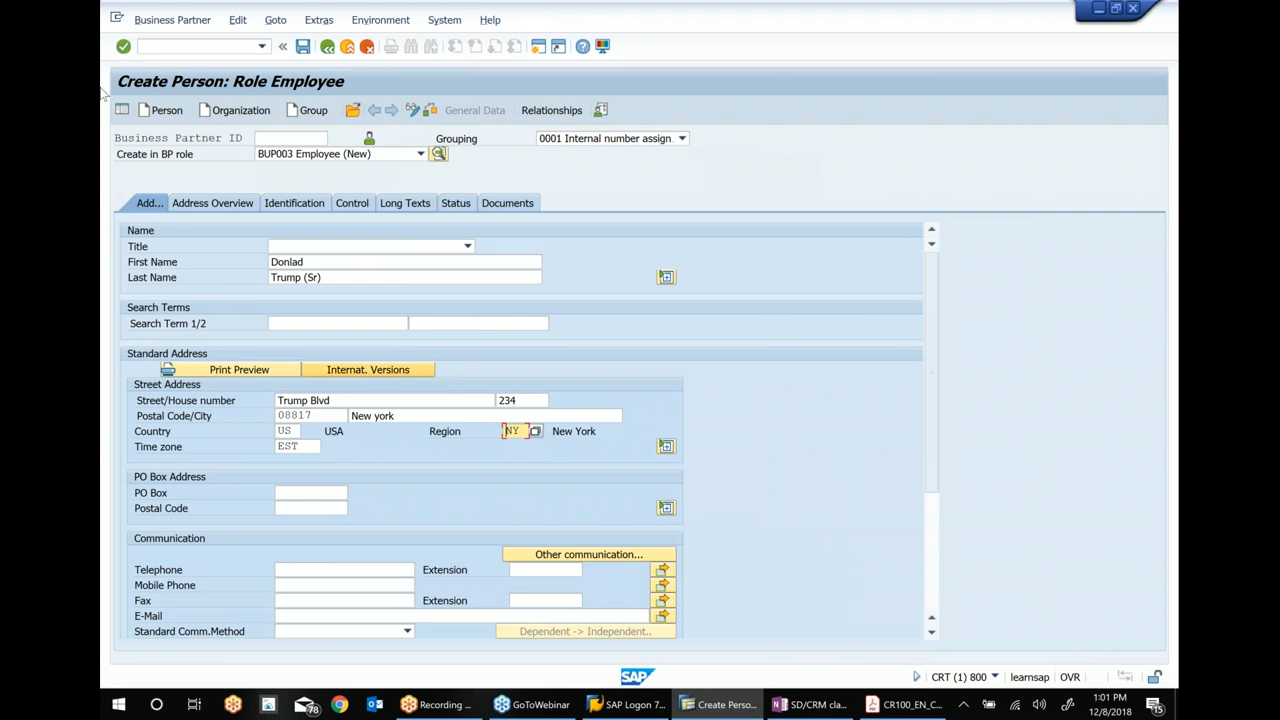 Business Partner Edit Goto Extras Environment System Help
Create Person: Role Employee
Person Organization Group General Data Relationships
Business Partner ID Grouping 0001 Internal number assign.
Create in BP role BUP003 Employee (New)
Add... Address Overview Identification Control Long Texts Status Documents
Name
Title
First Name Donlad
Last Name Trump (Sr)
Search Terms
Search Term 1/2
Standard Address
Print Preview Internat. Versions
Street Address
Street/House number Trump Blvd 234
Postal Code/City 08817 New york
Country US USA Region NY New York
Time zone EST
PO Box Address
PO Box
Postal Code
Communication
Other communication...
Telephone Extension
Mobile Phone
Fax Extension
E-Mail
Standard Comm.Method Dependent -> Independent..
SAP CRT (1) 800 learnsap OVR
78 Recording ... GoToWebinar SAP Logon 7... Create Perso... SD/CRM cla... CR100_EN_C... 1:01 PM
12/8/2018 15